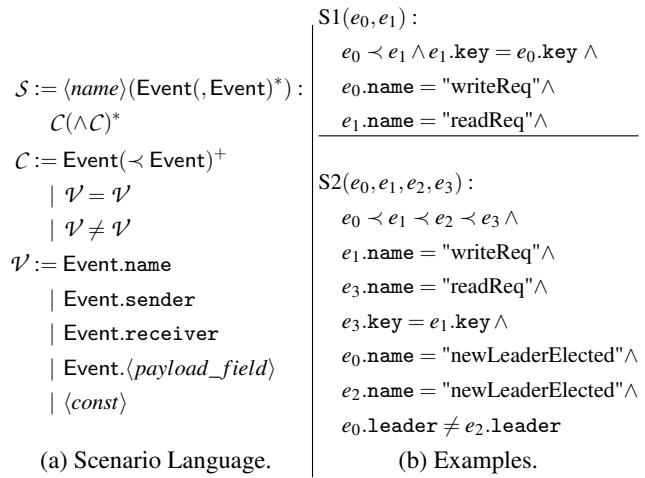 𝒮 := ⟨name⟩(Event(,Event)*) :
𝒞(∧𝒞)*
𝒞 := Event(≺ Event)⁺
| 𝒱 = 𝒱
| 𝒱 ≠ 𝒱
𝒱 := Event.name
| Event.sender
| Event.receiver
| Event.⟨payload_field⟩
| ⟨const⟩
(a) Scenario Language.
S1(e₀,e₁) :
e₀ ≺ e₁ ∧ e₁.key = e₀.key ∧
e₀.name = "writeReq"∧
e₁.name = "readReq"∧
S2(e₀,e₁,e₂,e₃) :
e₀ ≺ e₁ ≺ e₂ ≺ e₃ ∧
e₁.name = "writeReq"∧
e₃.name = "readReq"∧
e₃.key = e₁.key ∧
e₀.name = "newLeaderElected"∧
e₂.name = "newLeaderElected"∧
e₀.leader ≠ e₂.leader
(b) Examples.